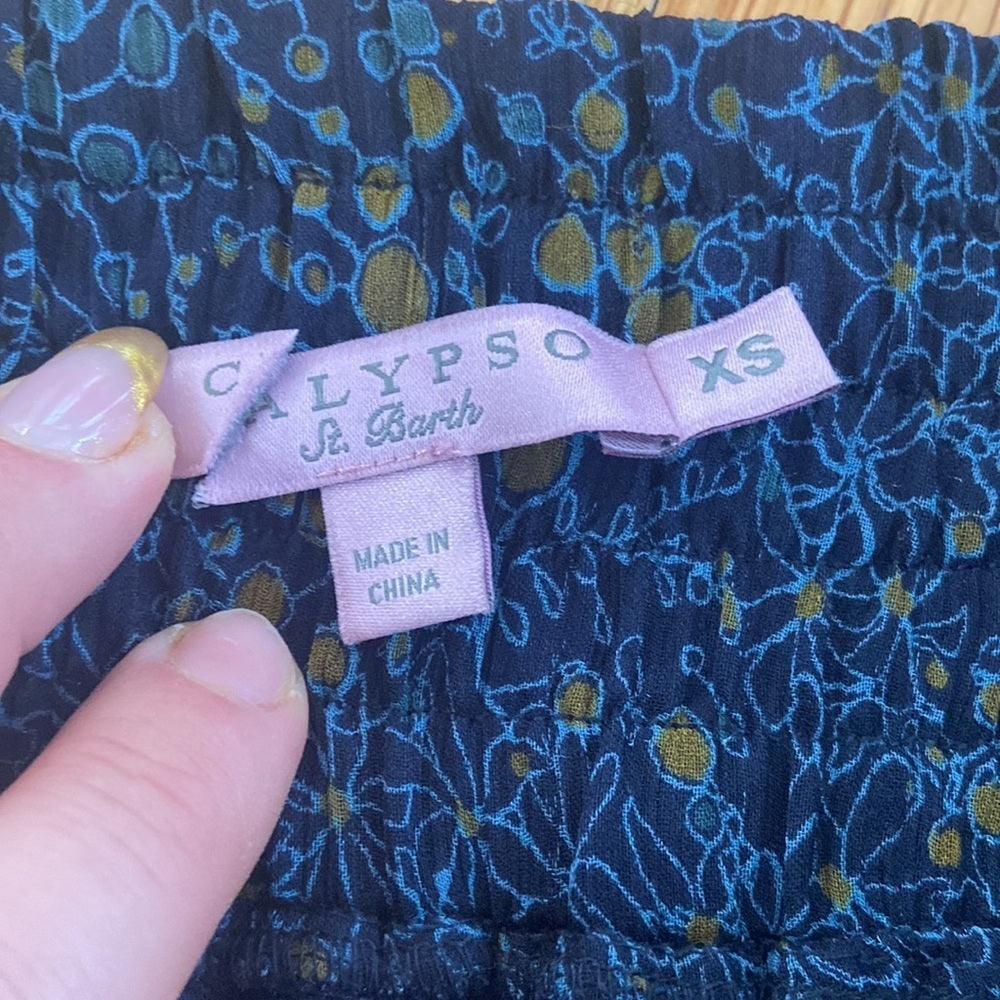 CALYPSO
St. Barth
XS
MADE IN
CHINA